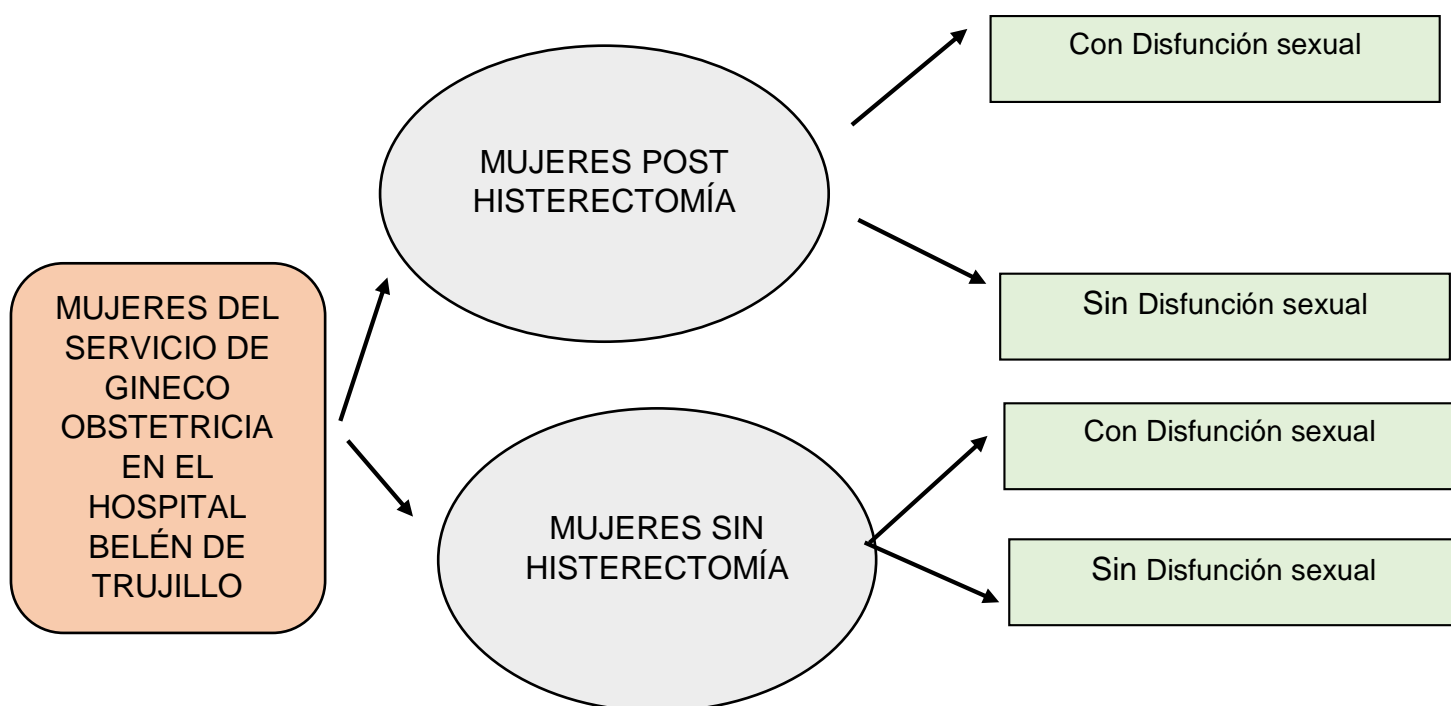 MUJERES DEL
SERVICIO DE
GINECO
OBSTETRICIA
EN EL
HOSPITAL
BELÉN DE
TRUJILLO
MUJERES POST
HISTERECTOMÍA
Con Disfunción sexual
Sin Disfunción sexual
MUJERES SIN
HISTERECTOMÍA
Con Disfunción sexual
Sin Disfunción sexual